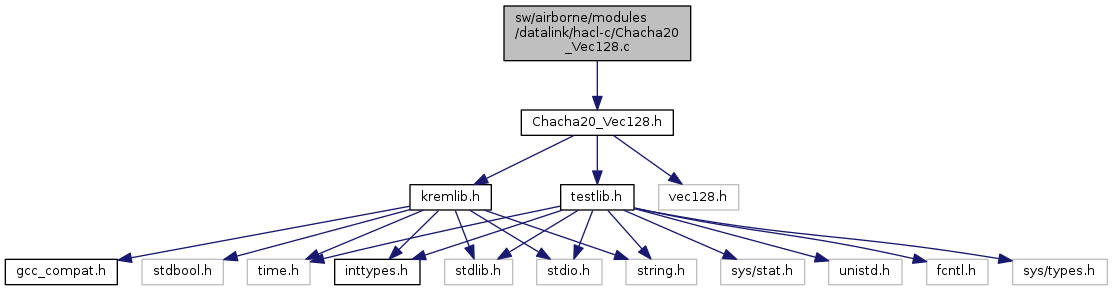 sw/airborne/modules
/datalink/hacl-c/Chacha20
_Vec128.c
Chacha20_Vec128.h
kremlib.h
testlib.h
vec128.h
gcc_compat.h
stdbool.h
time.h
inttypes.h
stdlib.h
stdio.h
string.h
sys/stat.h
unistd.h
fcntl.h
sys/types.h